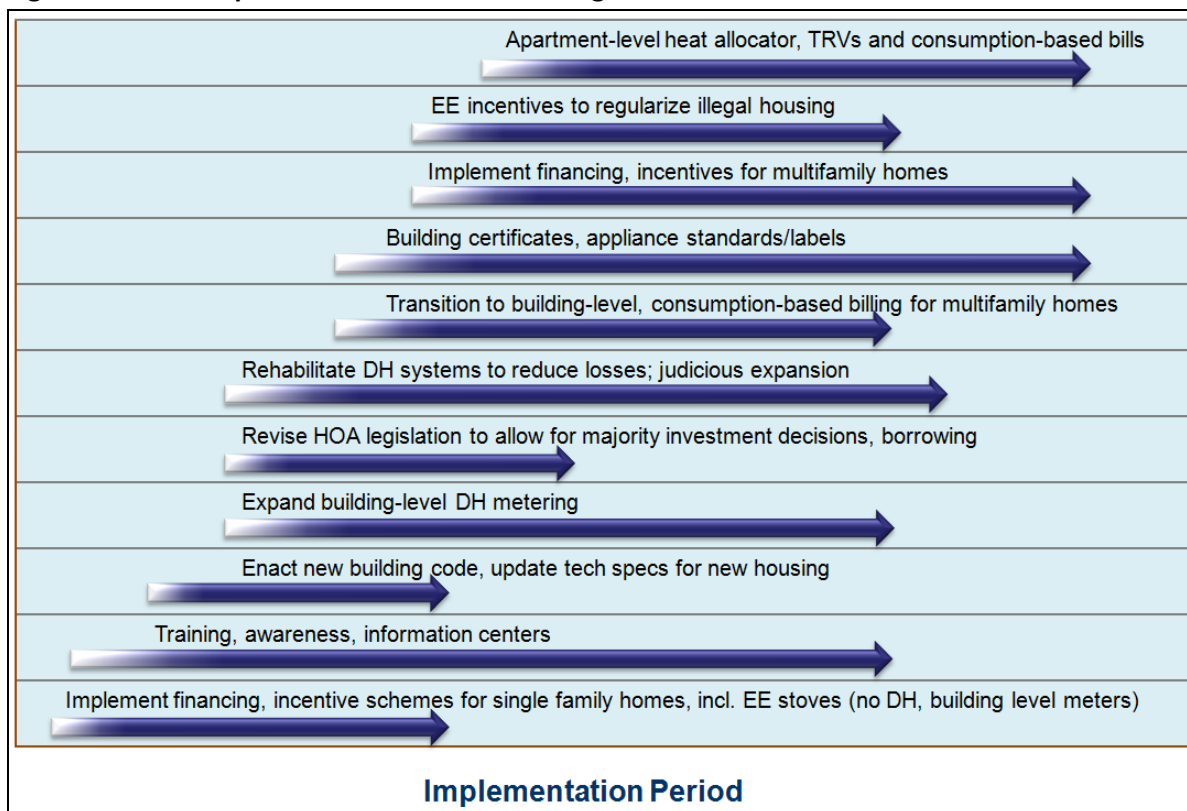 Apartment-level heat allocator, TRVs and consumption-based bills
EE incentives to regularize illegal housing
Implement financing, incentives for multifamily homes
Building certificates, appliance standards/labels
Transition to building-level, consumption-based billing for multifamily homes
Rehabilitate DH systems to reduce losses; judicious expansion
Revise HOA legislation to allow for majority investment decisions, borrowing
Expand building-level DH metering
Enact new building code, update tech specs for new housing
Training, awareness, information centers
Implement financing, incentive schemes for single family homes, incl. EE stoves (no DH, building level meters)
Implementation Period